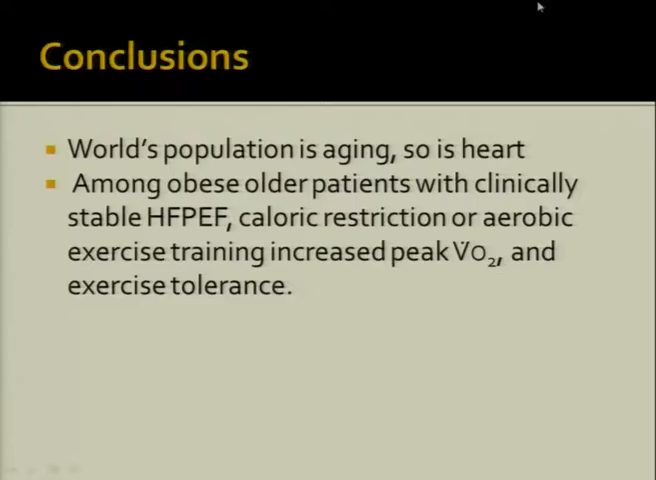 Conclusions
World's population is aging, so is heart
Among obese older patients with clinically
stable HFPEF, caloric restriction or aerobic
exercise training increased peak V̇O₂, and
exercise tolerance.